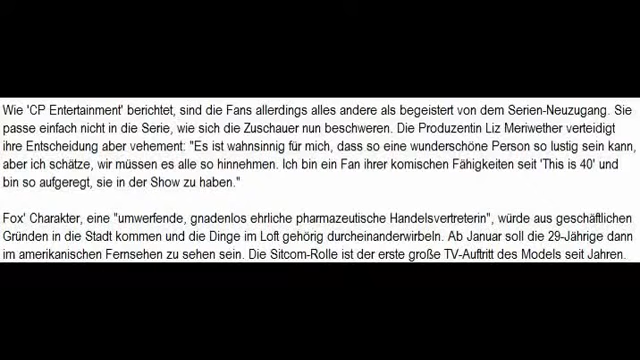 Wie 'CP Entertainment' berichtet, sind die Fans allerdings alles andere als begeistert von dem Serien-Neuzugang. Sie
passe einfach nicht in die Serie, wie sich die Zuschauer nun beschweren. Die Produzentin Liz Meriwether verteidigt
ihre Entscheidung aber vehement: "Es ist wahnsinnig für mich, dass so eine wunderschöne Person so lustig sein kann,
aber ich schätze, wir müssen es alle so hinnehmen. Ich bin ein Fan ihrer komischen Fähigkeiten seit 'This is 40' und
bin so aufgeregt, sie in der Show zu haben."
Fox' Charakter, eine "umwerfende, gnadenlos ehrliche pharmazeutische Handelsvertreterin", würde aus geschäftlichen
Gründen in die Stadt kommen und die Dinge im Loft gehörig durcheinanderwirbeln. Ab Januar soll die 29-Jährige dann
im amerikanischen Fernsehen zu sehen sein. Die Sitcom-Rolle ist der erste große TV-Auftritt des Models seit Jahren.